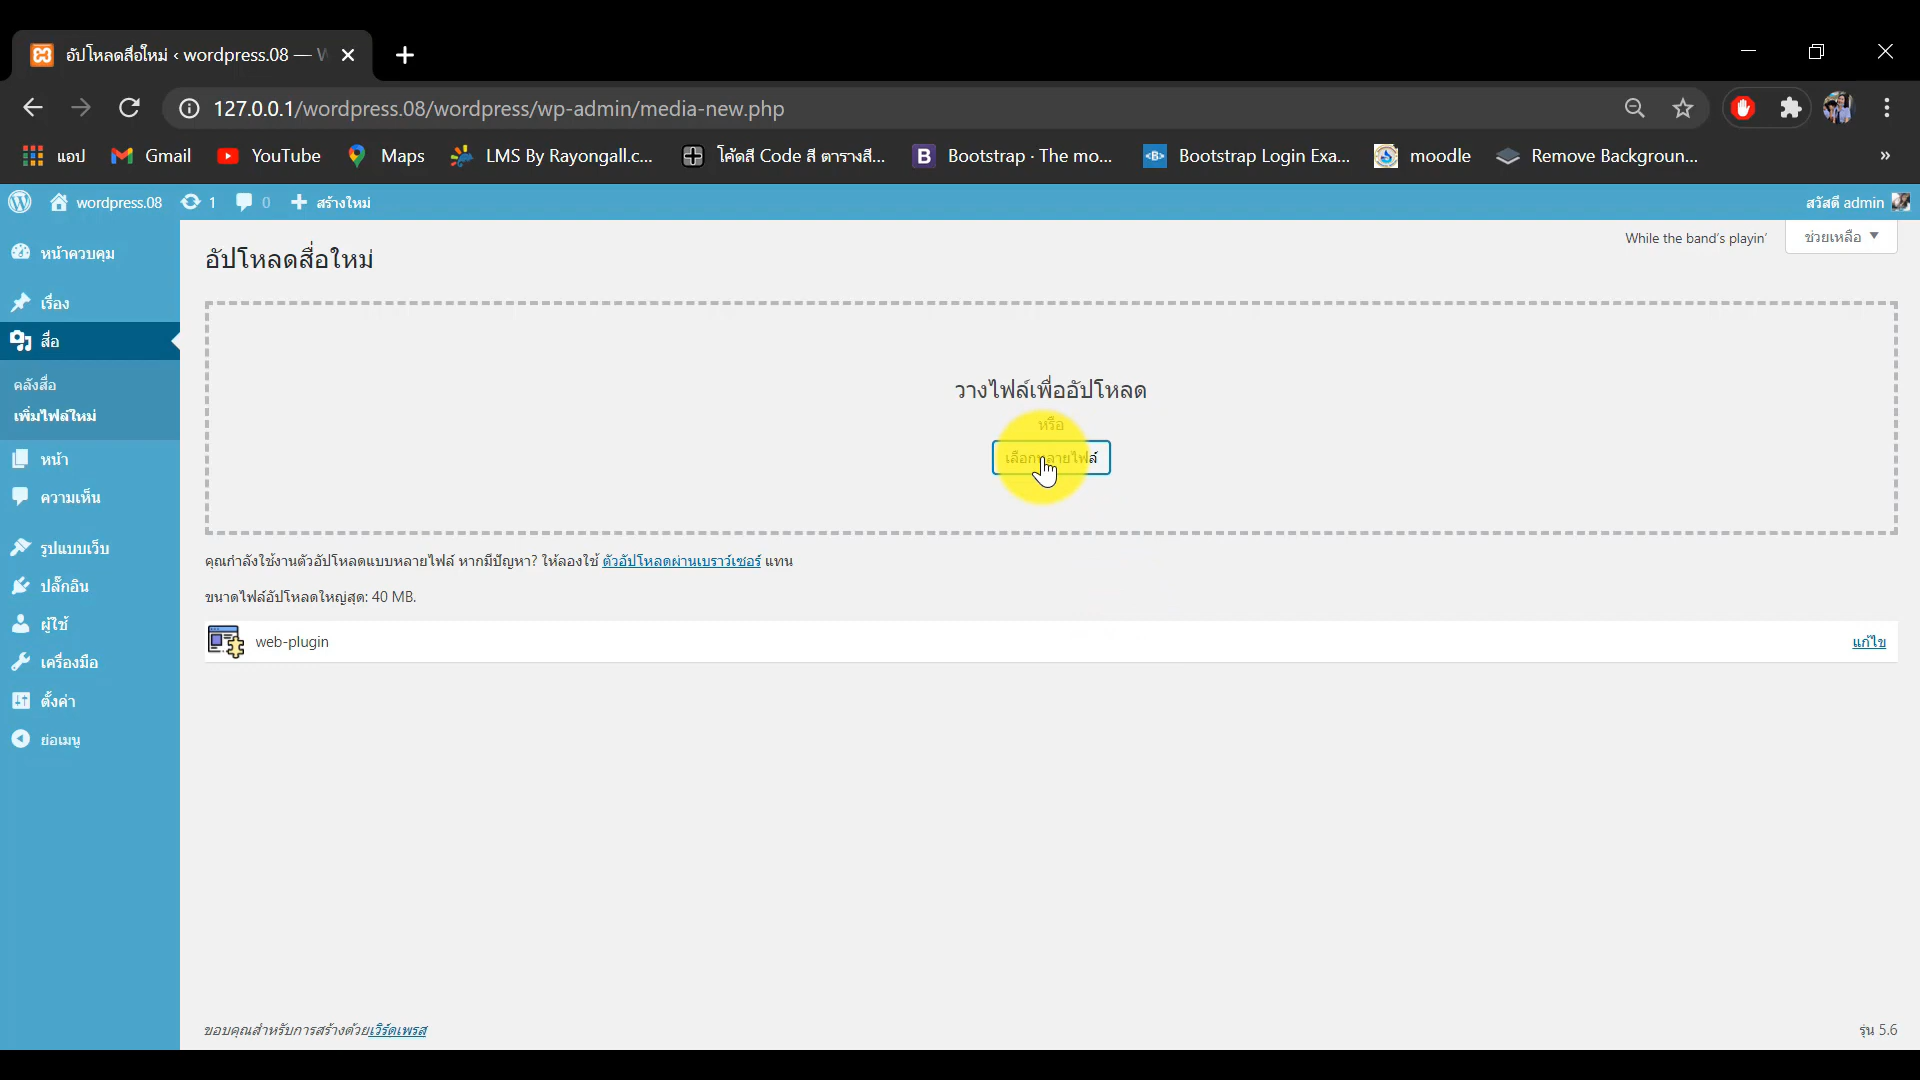 อัปโหลดสื่อใหม่ ‹ wordpress.08 — W
127.0.0.1/wordpress.08/wordpress/wp-admin/media-new.php
แอป Gmail YouTube Maps LMS By Rayongall.c... โค้ดสี Code สี ตารางสี... Bootstrap · The mo... Bootstrap Login Exa... moodle Remove Backgroun... »
wordpress.08 1 0 สร้างใหม่ สวัสดี admin
While the band's playin' ช่วยเหลือ
หน้าควบคุม
เรื่อง
สื่อ
คลังสื่อ
เพิ่มไฟล์ใหม่
หน้า
ความเห็น
รูปแบบเว็บ
ปลั๊กอิน
ผู้ใช้
เครื่องมือ
ตั้งค่า
ย่อเมนู
อัปโหลดสื่อใหม่
วางไฟล์เพื่ออัปโหลด
หรือ
เลือกหลายไฟล์
คุณกำลังใช้งานตัวอัปโหลดแบบหลายไฟล์ หากมีปัญหา? ให้ลองใช้ ตัวอัปโหลดผ่านเบราว์เซอร์ แทน
ขนาดไฟล์อัปโหลดใหญ่สุด: 40 MB.
web-plugin แก้ไข
ขอบคุณสำหรับการสร้างด้วยเวิร์ดเพรส รุ่น 5.6